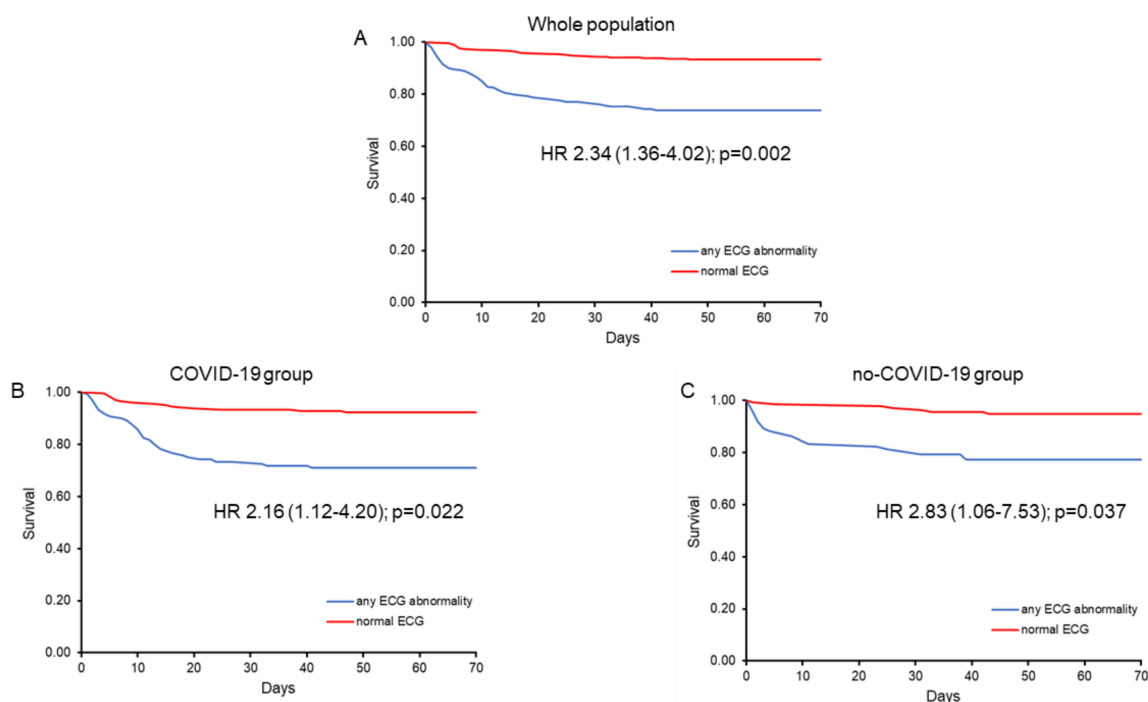 Whole population
A
1.00
0.80
0.60
0.40
0.20
0.00
Survival
HR 2.34 (1.36-4.02); p=0.002
any ECG abnormality
normal ECG
0 10 20 30 40 50 60 70
Days
COVID-19 group
B
1.00
0.80
0.60
0.40
0.20
0.00
Survival
HR 2.16 (1.12-4.20); p=0.022
any ECG abnormality
normal ECG
0 10 20 30 40 50 60 70
Days
no-COVID-19 group
C
1.00
0.80
0.60
0.40
0.20
0.00
Survival
HR 2.83 (1.06-7.53); p=0.037
any ECG abnormality
normal ECG
0 10 20 30 40 50 60 70
Days